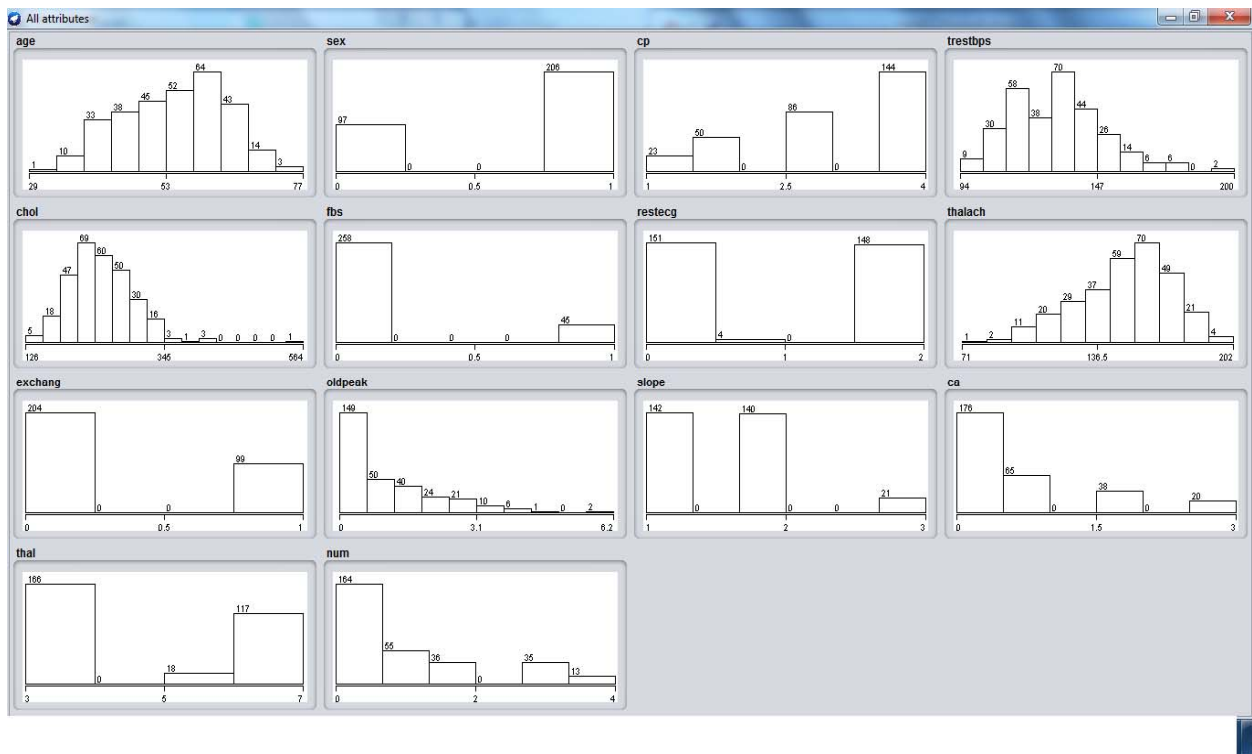 All attributes
age
sex
cp
trestbps
1 10 33 38 45 52 64 43 14 3
29 53 77
97 0 0 206
0 0.5 1
23 50 0 86 0 144
1 2.5 4
9 30 58 38 70 44 26 14 6 6 0 2
94 147 200
chol
fbs
restecg
thalach
5 18 47 69 60 50 30 16 3 1 3 0 0 0 0 1
126 345 564
258 0 0 0 45
0 0.5 1
151 4 0 148
0 1 2
1 2 11 20 29 37 59 70 49 21 4
71 136.5 202
exchang
oldpeak
slope
ca
204 0 0 99
0 0.5 1
149 50 40 24 21 10 6 1 0 2
0 3.1 6.2
142 0 140 0 0 21
1 2 3
176 65 0 38 0 20
0 1.5 3
thal
num
166 0 18 117
3 5 7
164 55 36 0 35 13
0 2 4